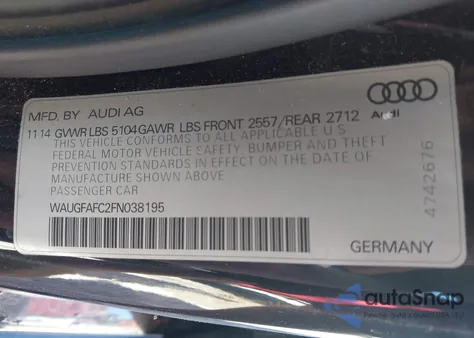 MFD. BY AUDI AG
Audi
11 14 GVWR LBS 5104 GAWR LBS FRONT 2557/REAR 2712
THIS VEHICLE CONFORMS TO ALL APPLICABLE U S
FEDERAL MOTOR VEHICLE SAFETY, BUMPER AND THEFT
PREVENTION STANDARDS IN EFFECT ON THE DATE OF
MANUFACTURE SHOWN ABOVE
PASSENGER CAR
WAUGFAFC2FN038195
4742676
GERMANY
autoSnap